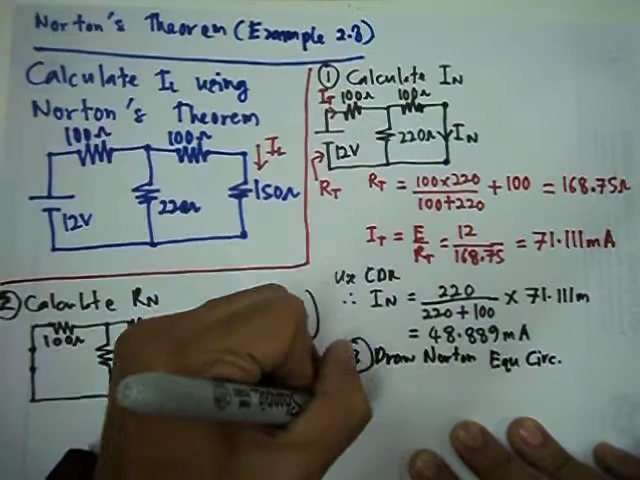 Norton's Theorem (Example 2.8)
Calculate IL using
Norton's Theorem
100Ω
100Ω
IL
12V
220Ω
150Ω
① Calculate IN
IT
100Ω
100Ω
220Ω
IN
12V
RT
RT = 100×220 / 100+220 + 100 = 168.75Ω
IT = E / RT = 12 / 168.75 = 71.111mA
Use CDR
∴ IN = 220 / 220+100 × 71.111m
= 48.889mA
② Calculate RN
100Ω
③ Draw Norton Equ Circ.